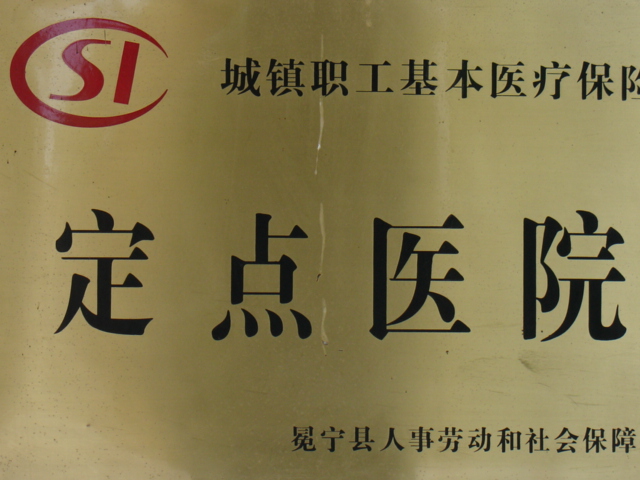 SI
城镇职工基本医疗保险
定点医院
冕宁县人事劳动和社会保障